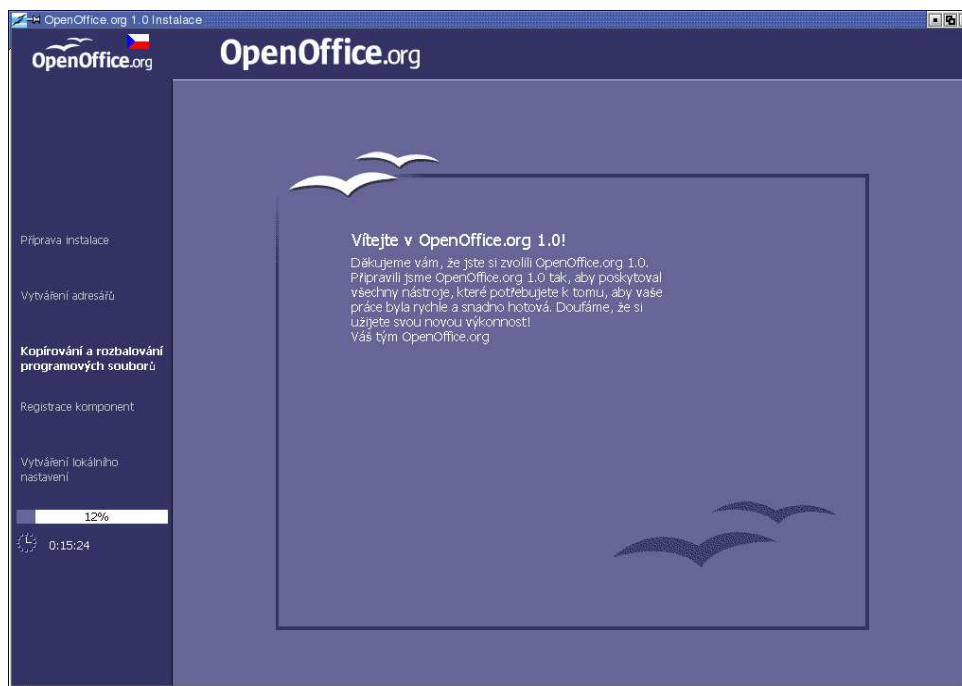 OpenOffice.org 1.0 Instalace
OpenOffice.org
OpenOffice.org
Příprava instalace
Vytváření adresářů
Kopírování a rozbalování
programových souborů
Registrace komponent
Vytváření lokálního
nastavení
12%
0:15:24
Vítejte v OpenOffice.org 1.0!
Děkujeme vám, že jste si zvolili OpenOffice.org 1.0.
Připravili jsme OpenOffice.org 1.0 tak, aby poskytoval
všechny nástroje, které potřebujete k tomu, aby vaše
práce byla rychle a snadno hotová. Doufáme, že si
užijete svou novou výkonnost!
Váš tým OpenOffice.org